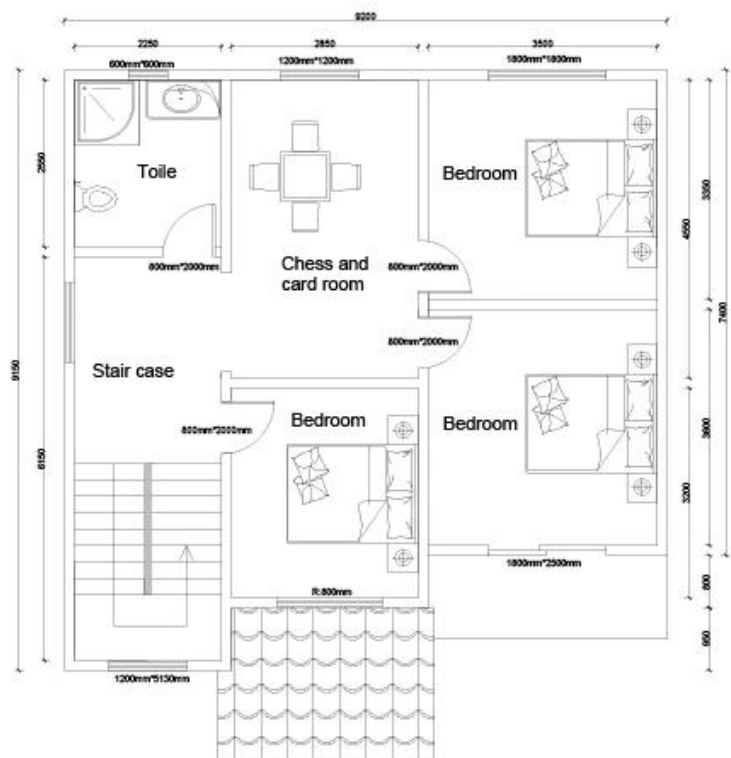 9200
2250
2850
3500
600mm*600mm
1200mm*1200mm
1800mm*1800mm
Toile
Bedroom
2550
3350
4550
800mm*2000mm
Chess and
card room
800mm*2000mm
7400
800mm*2000mm
9150
Stair case
Bedroom
Bedroom
800mm*2000mm
6150
3600
3200
1800mm*2500mm
R:800mm
800
950
1200mm*5130mm